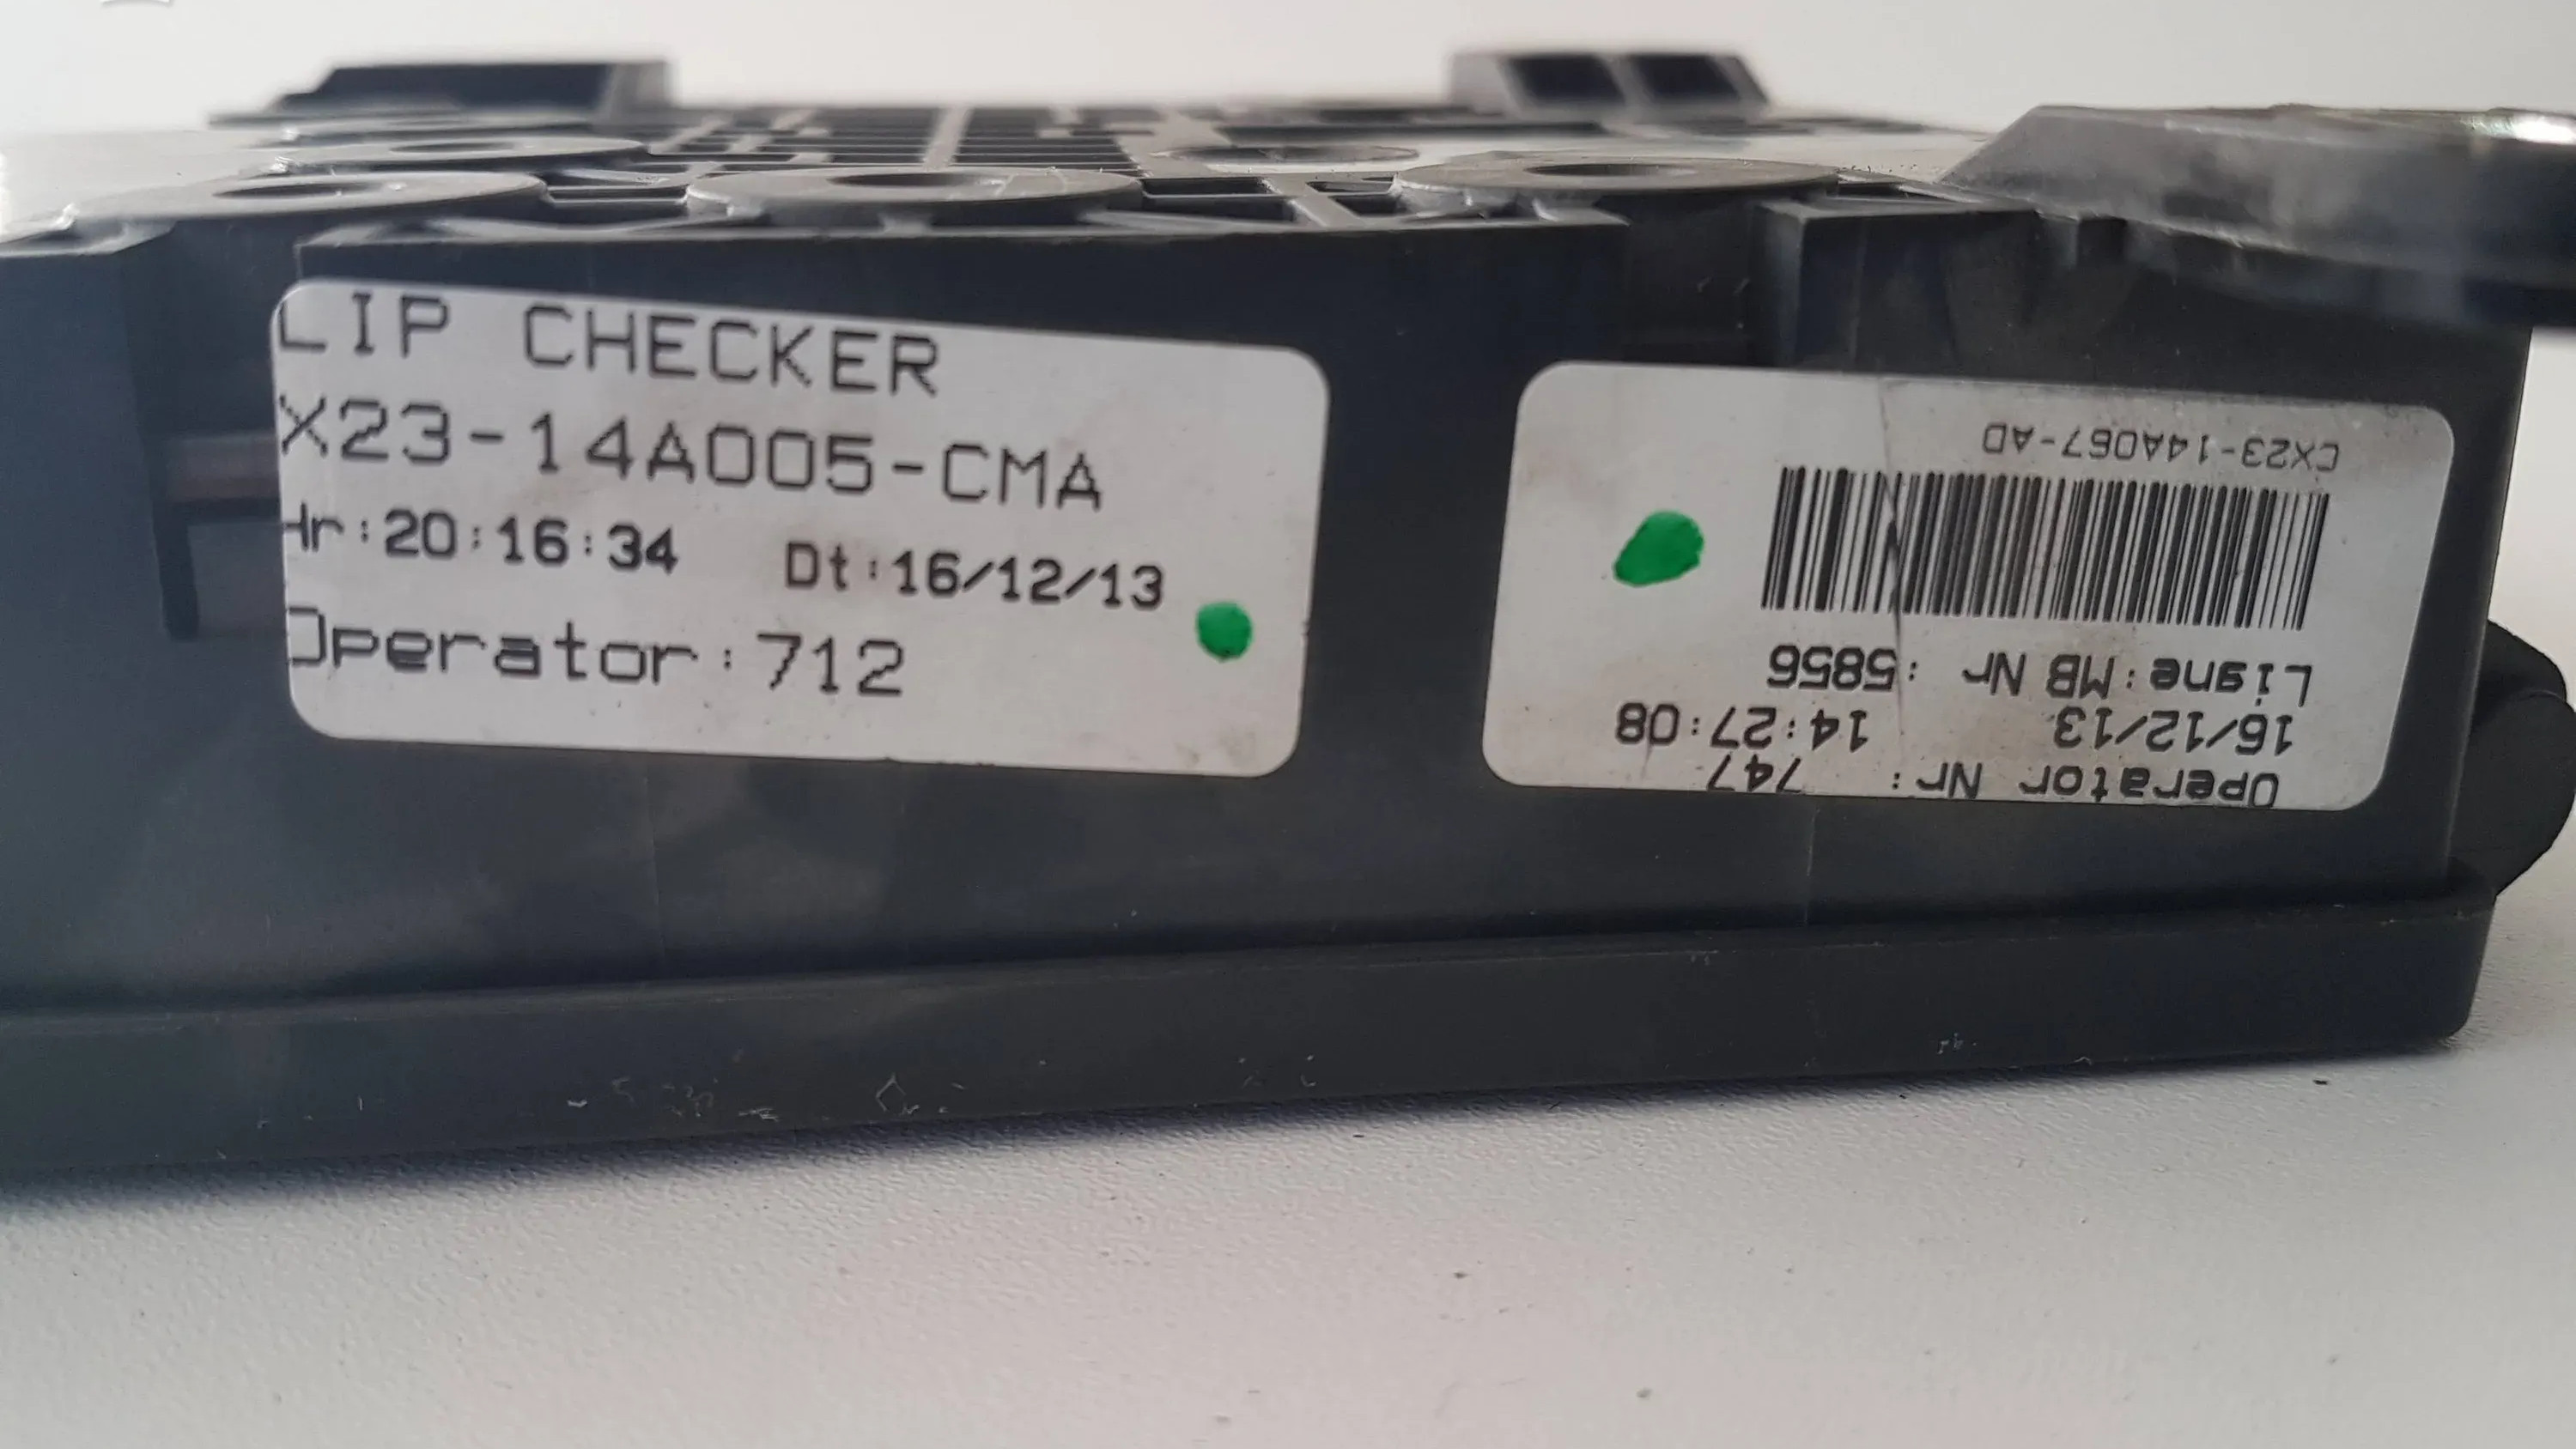 LIP CHECKER
X23-14A005-CMA
Hr:20:16:34 Dt:16/12/13
Operator:712
CX23-14A067-AD
Ligne:MB Nr :5856
16/12/13 14:27:08
Operator Nr: 747